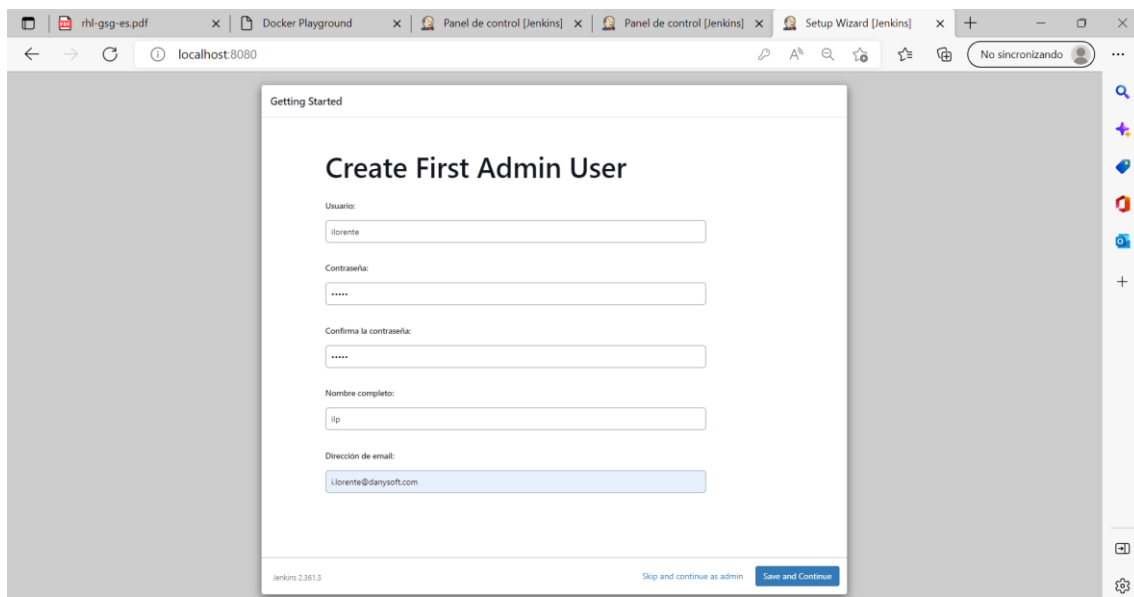 rhl-gsg-es.pdf
Docker Playground
Panel de control [Jenkins]
Panel de control [Jenkins]
Setup Wizard [Jenkins]
localhost:8080
No sincronizando
Getting Started
Create First Admin User
Usuario:
ilorente
Contraseña:
•••••
Confirma la contraseña:
•••••
Nombre completo:
ilp
Dirección de email:
i.lorente@danysoft.com
Jenkins 2.361.3
Skip and continue as admin
Save and Continue